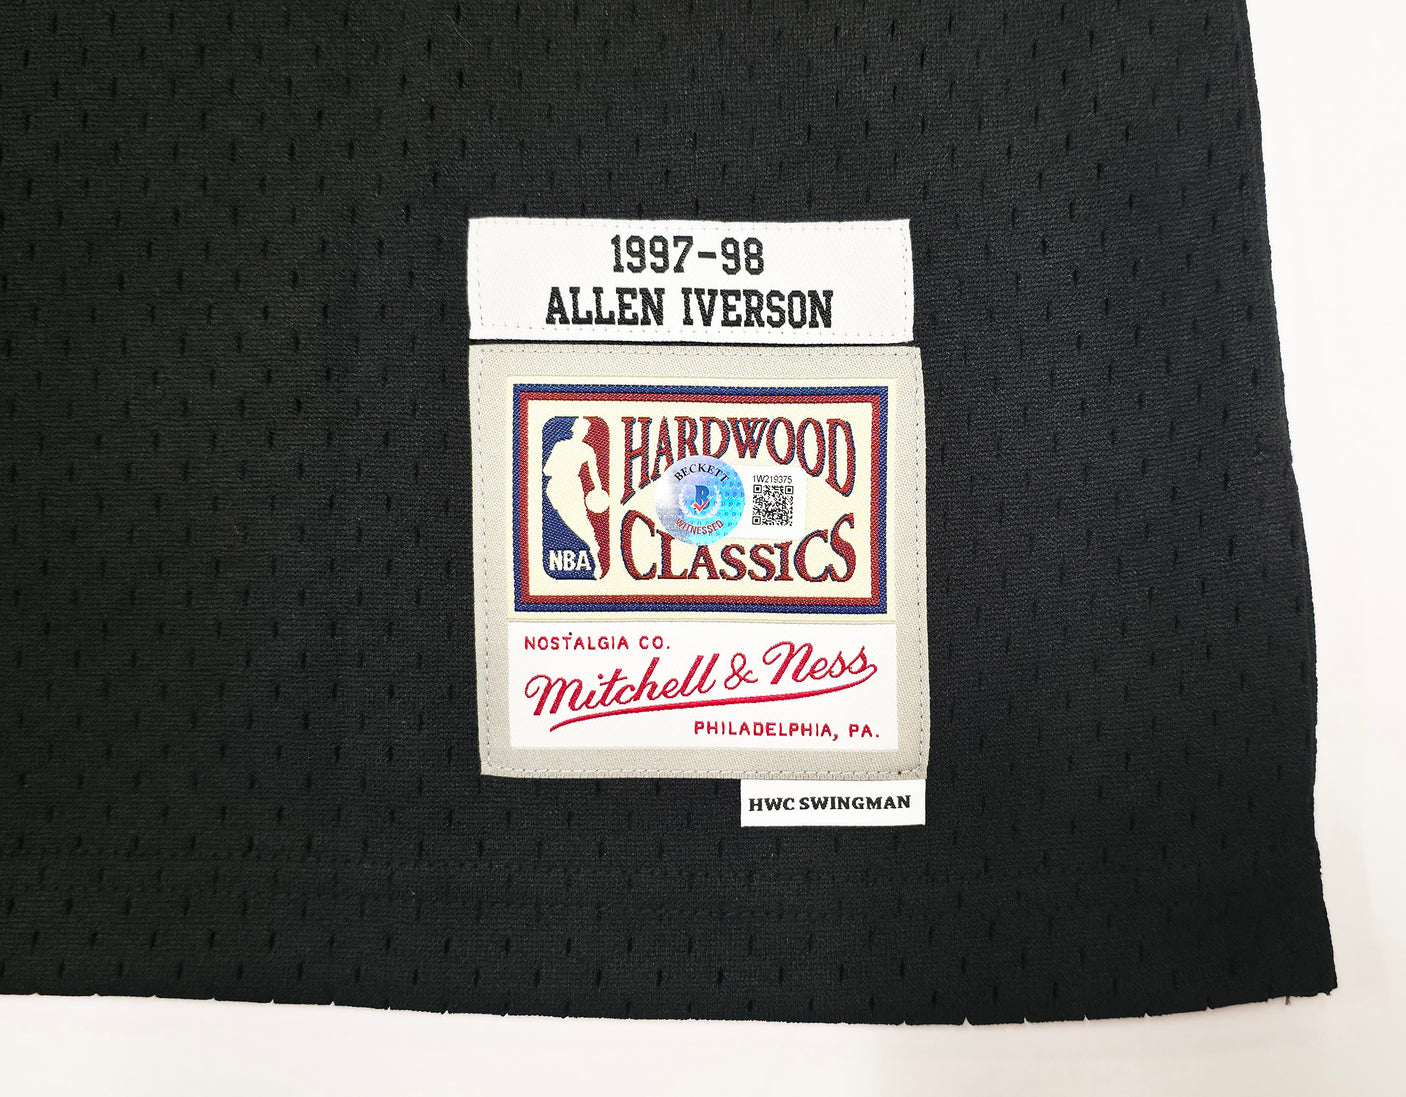 1997-98
ALLEN IVERSON
HARDWOOD
CLASSICS
NBA
BECKETT
B
WITNESSED
1W219375
NOSTALGIA CO.
Mitchell & Ness
PHILADELPHIA, PA.
HWC SWINGMAN